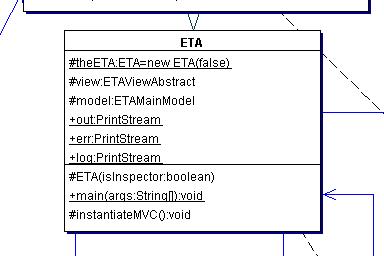 ETA
#theETA:ETA=new ETA(false)
#view:ETAViewAbstract
#model:ETAMainModel
+out:PrintStream
+err:PrintStream
+log:PrintStream
#ETA(isInspector:boolean)
+main(args:String[]):void
#instantiateMVC():void